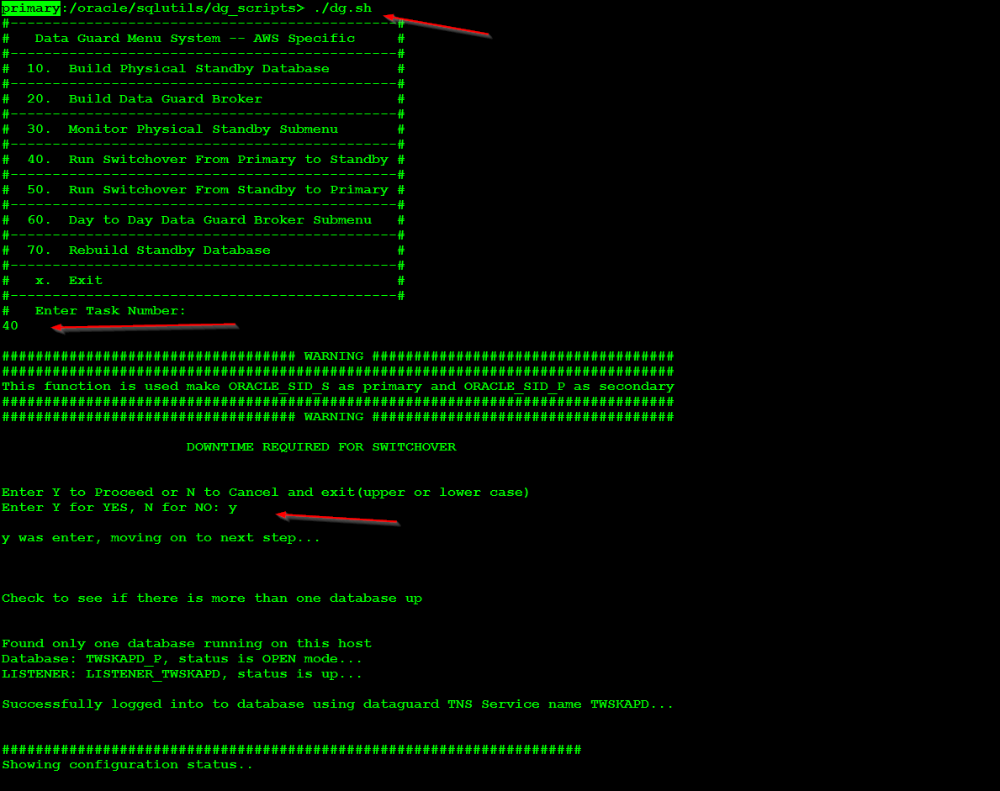 primary:/oracle/sqlutils/dg_scripts> ./dg.sh
#----------------------------------------------#
#   Data Guard Menu System -- AWS Specific     #
#----------------------------------------------#
#  10.  Build Physical Standby Database        #
#----------------------------------------------#
#  20.  Build Data Guard Broker                #
#----------------------------------------------#
#  30.  Monitor Physical Standby Submenu       #
#----------------------------------------------#
#  40.  Run Switchover From Primary to Standby #
#----------------------------------------------#
#  50.  Run Switchover From Standby to Primary #
#----------------------------------------------#
#  60.  Day to Day Data Guard Broker Submenu   #
#----------------------------------------------#
#  70.  Rebuild Standby Database               #
#----------------------------------------------#
#   x.  Exit                                   #
#----------------------------------------------#
#   Enter Task Number:
40
################################### WARNING ####################################
################################################################################
This function is used make ORACLE_SID_S as primary and ORACLE_SID_P as secondary
################################################################################
################################### WARNING ####################################
DOWNTIME REQUIRED FOR SWITCHOVER
Enter Y to Proceed or N to Cancel and exit(upper or lower case)
Enter Y for YES, N for NO: y
y was enter, moving on to next step...
Check to see if there is more than one database up
Found only one database running on this host
Database: TWSKAPD_P, status is OPEN mode...
LISTENER: LISTENER_TWSKAPD, status is up...
Successfully logged into to database using dataguard TNS Service name TWSKAPD...
#####################################################################
Showing configuration status..